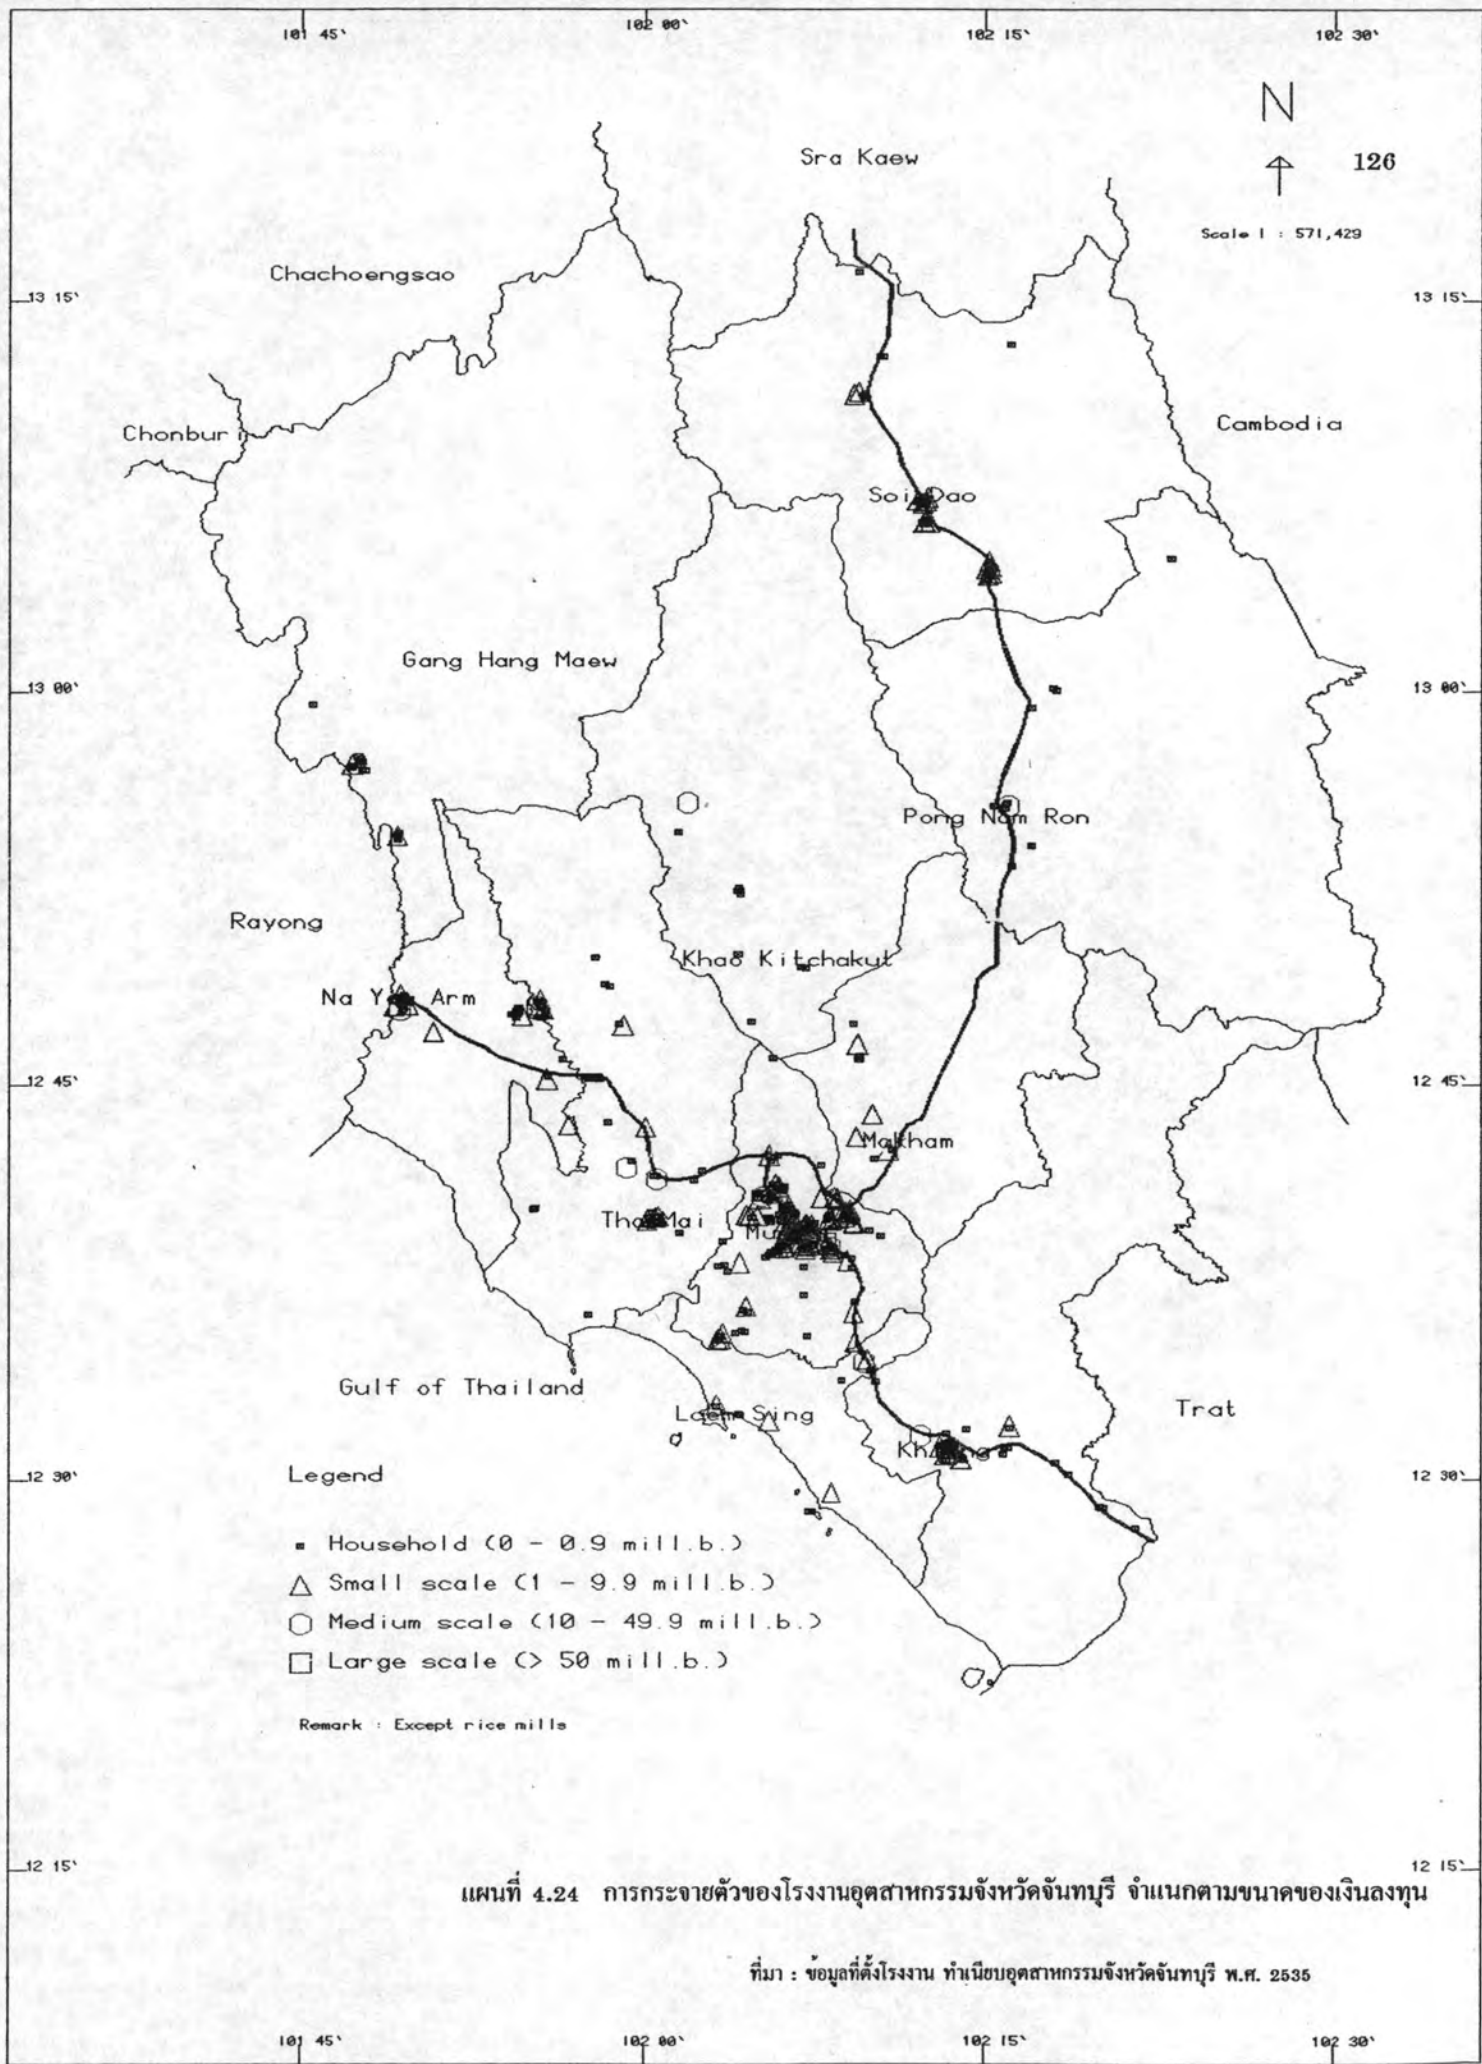 101 45' 102 00' 102 15' 102 30'
N
126
Sra Kaew
Scale 1 : 571,429
Chachoengsao
13 15' 13 15'
Chonburi
Cambodia
Soi Dao
Gang Hang Maew
13 00' 13 00'
Pong Nam Ron
Rayong
Khao Kitchakut
Na Yai Arm
12 45' 12 45'
Makham
Tha Mai
Gulf of Thailand
Laem Sing
Trat
12 30' 12 30'
Legend
Household (0 - 0.9 mill.b.)
Small scale (1 - 9.9 mill.b.)
Medium scale (10 - 49.9 mill.b.)
Large scale (> 50 mill.b.)
Remark : Except rice mills
12 15' 12 15'
แผนที่ 4.24 การกระจายตัวของโรงงานอุตสาหกรรมจังหวัดจันทบุรี จำแนกตามขนาดของเงินลงทุน
ที่มา : ข้อมูลที่ตั้งโรงงาน ทำเนียบอุตสาหกรรมจังหวัดจันทบุรี พ.ศ. 2535
101 45' 102 00' 102 15' 102 30'